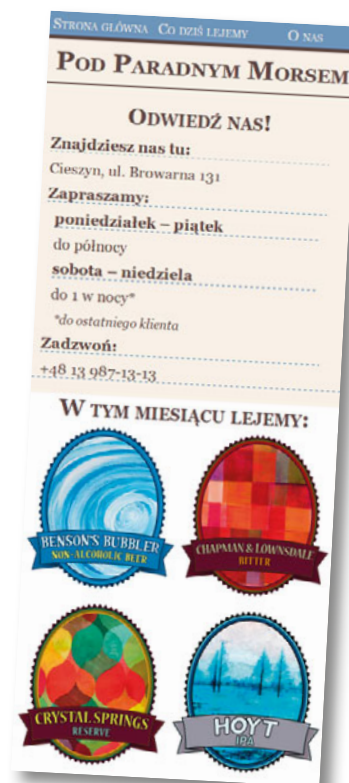 Strona główna Co dziś lejemy O nas
Pod Paradnym Morsem
Odwiedź nas!
Znajdziesz nas tu:
Cieszyn, ul. Browarna 131
Zapraszamy:
poniedziałek – piątek
do północy
sobota – niedziela
do 1 w nocy*
*do ostatniego klienta
Zadzwoń:
+48 13 987-13-13
W tym miesiącu lejemy:
BENSON'S BUBBLER
NON-ALCOHOLIC BEER
CHAPMAN & LOWNSDALE
BITTER
CRYSTAL SPRINGS
RESERVE
HOYT
IPA